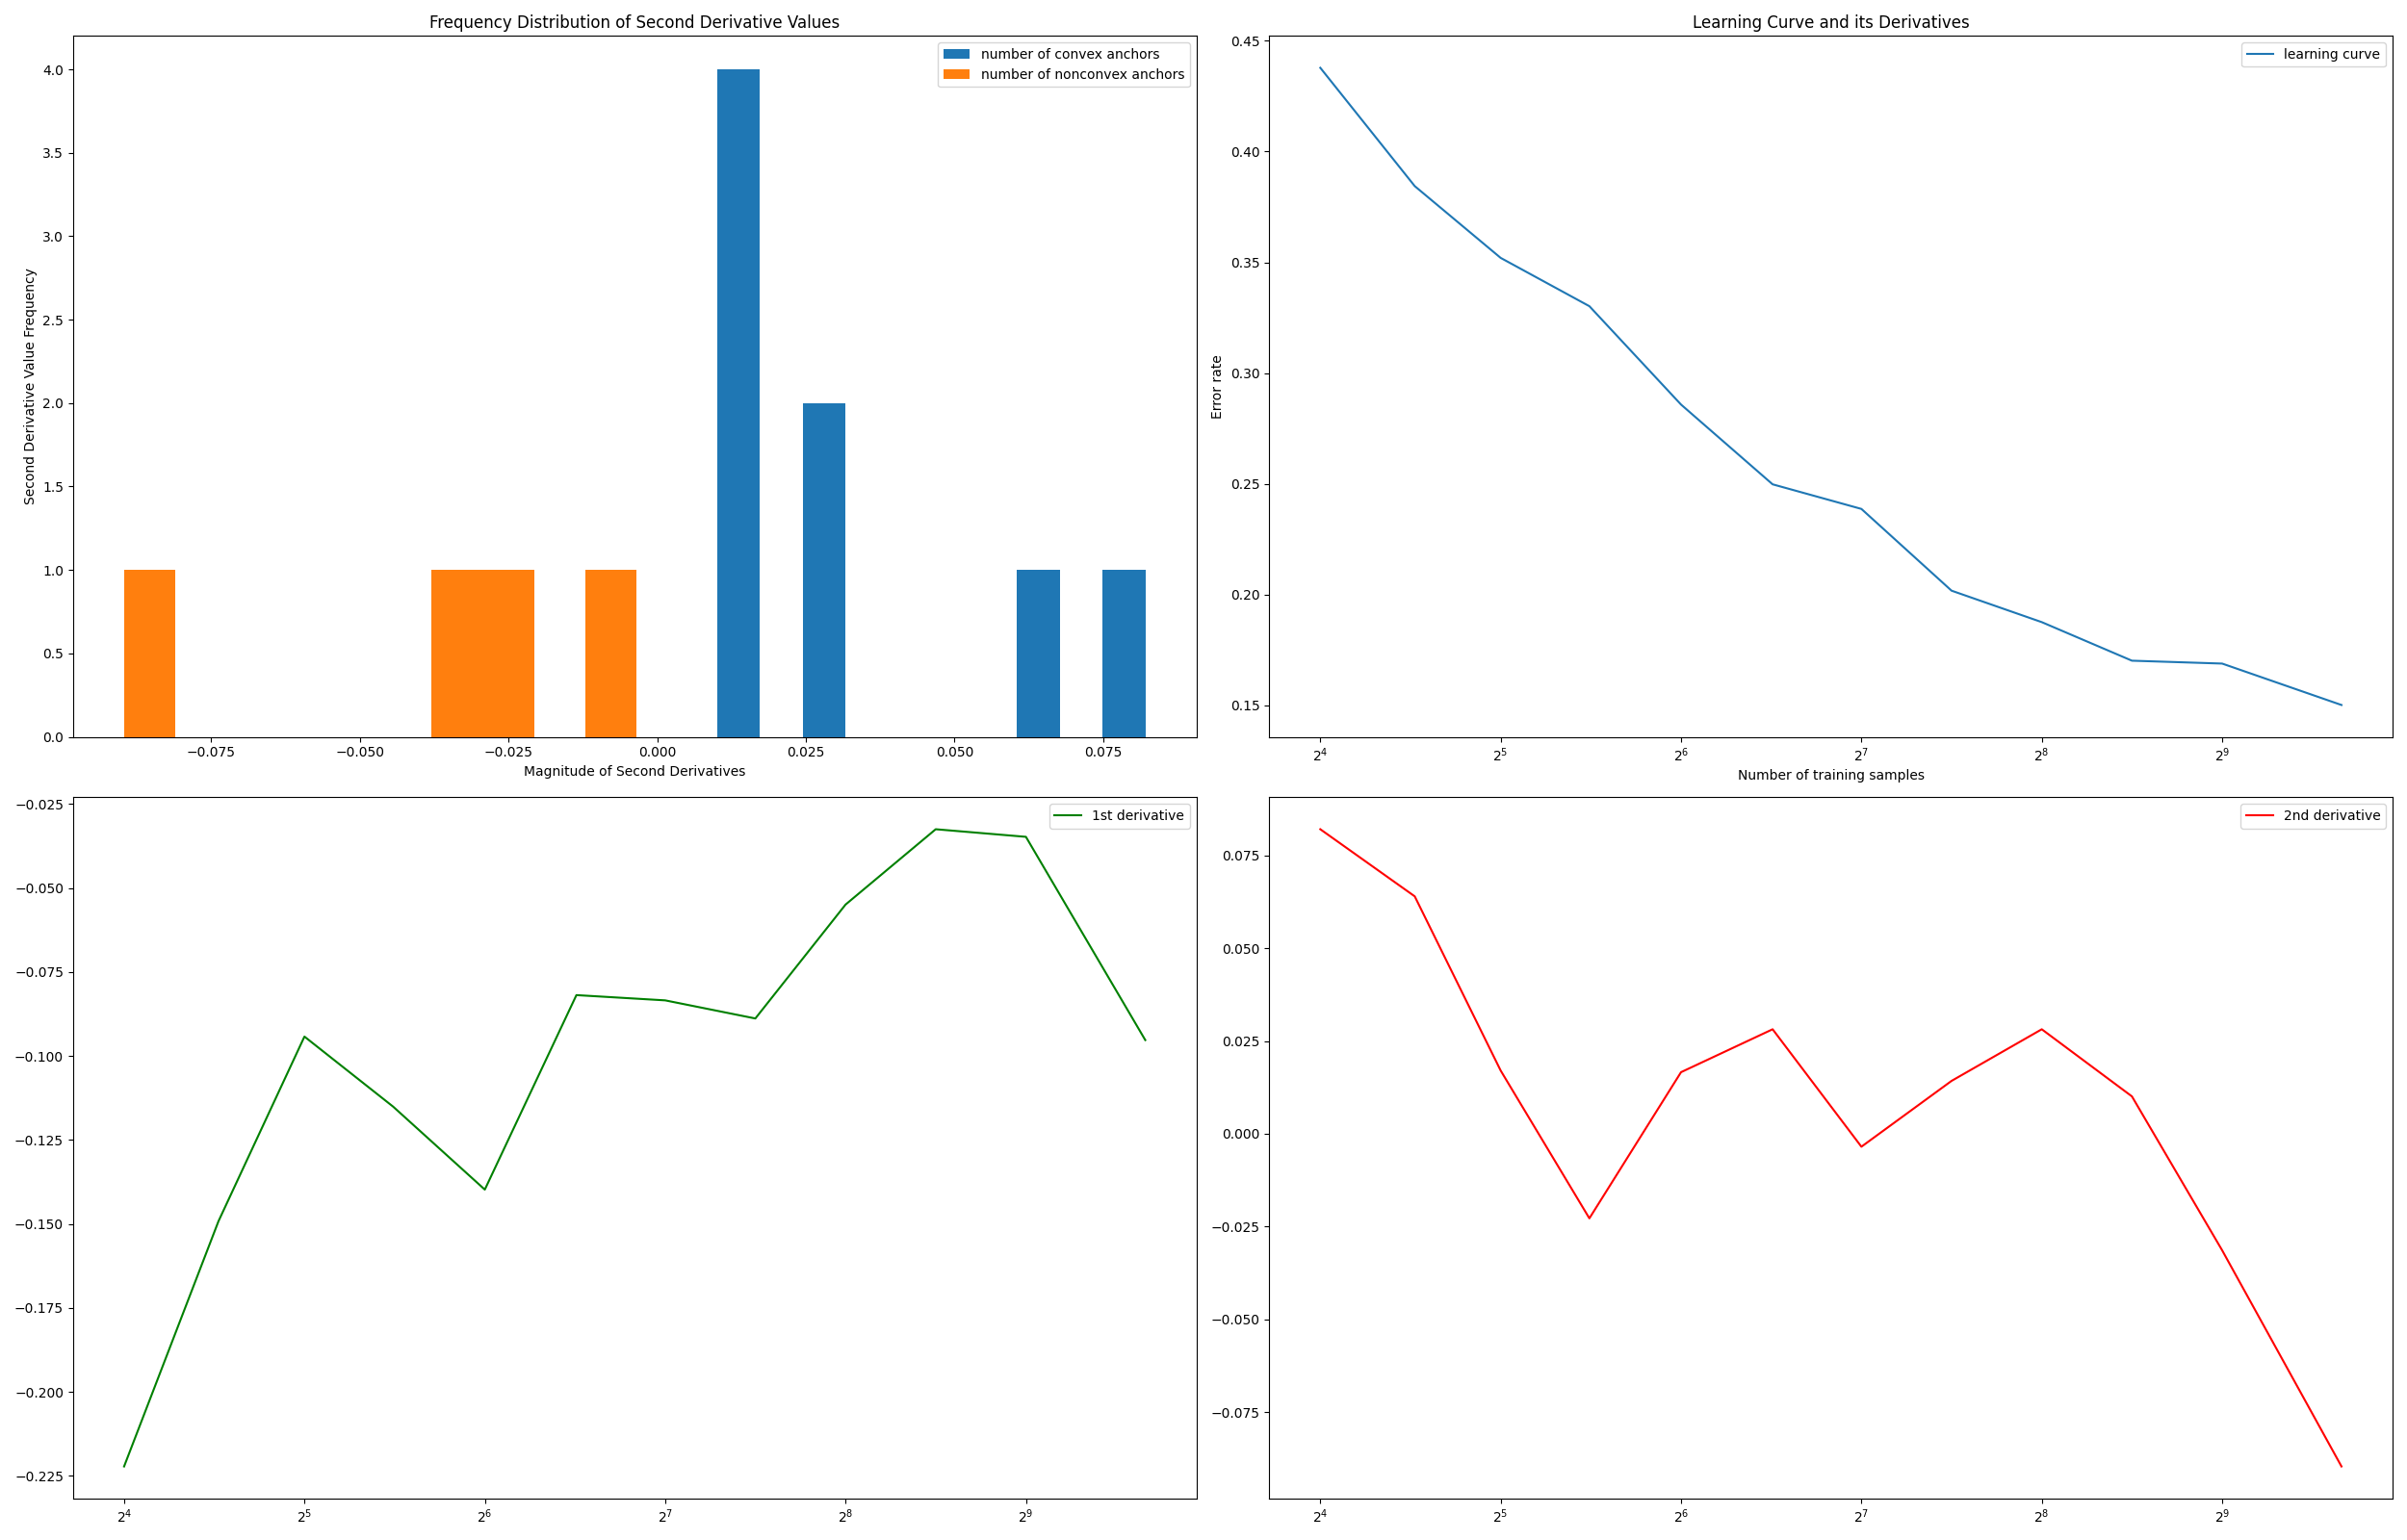 Frequency Distribution of Second Derivative Values
number of convex anchors
number of nonconvex anchors
Second Derivative Value Frequency
4.0
3.5
3.0
2.5
2.0
1.5
1.0
0.5
0.0
−0.075 −0.050 −0.025 0.000 0.025 0.050 0.075
Magnitude of Second Derivatives
Learning Curve and its Derivatives
learning curve
Error rate
0.45
0.40
0.35
0.30
0.25
0.20
0.15
2⁴ 2⁵ 2⁶ 2⁷ 2⁸ 2⁹
Number of training samples
1st derivative
−0.025
−0.050
−0.075
−0.100
−0.125
−0.150
−0.175
−0.200
−0.225
2⁴ 2⁵ 2⁶ 2⁷ 2⁸ 2⁹
2nd derivative
0.075
0.050
0.025
0.000
−0.025
−0.050
−0.075
2⁴ 2⁵ 2⁶ 2⁷ 2⁸ 2⁹